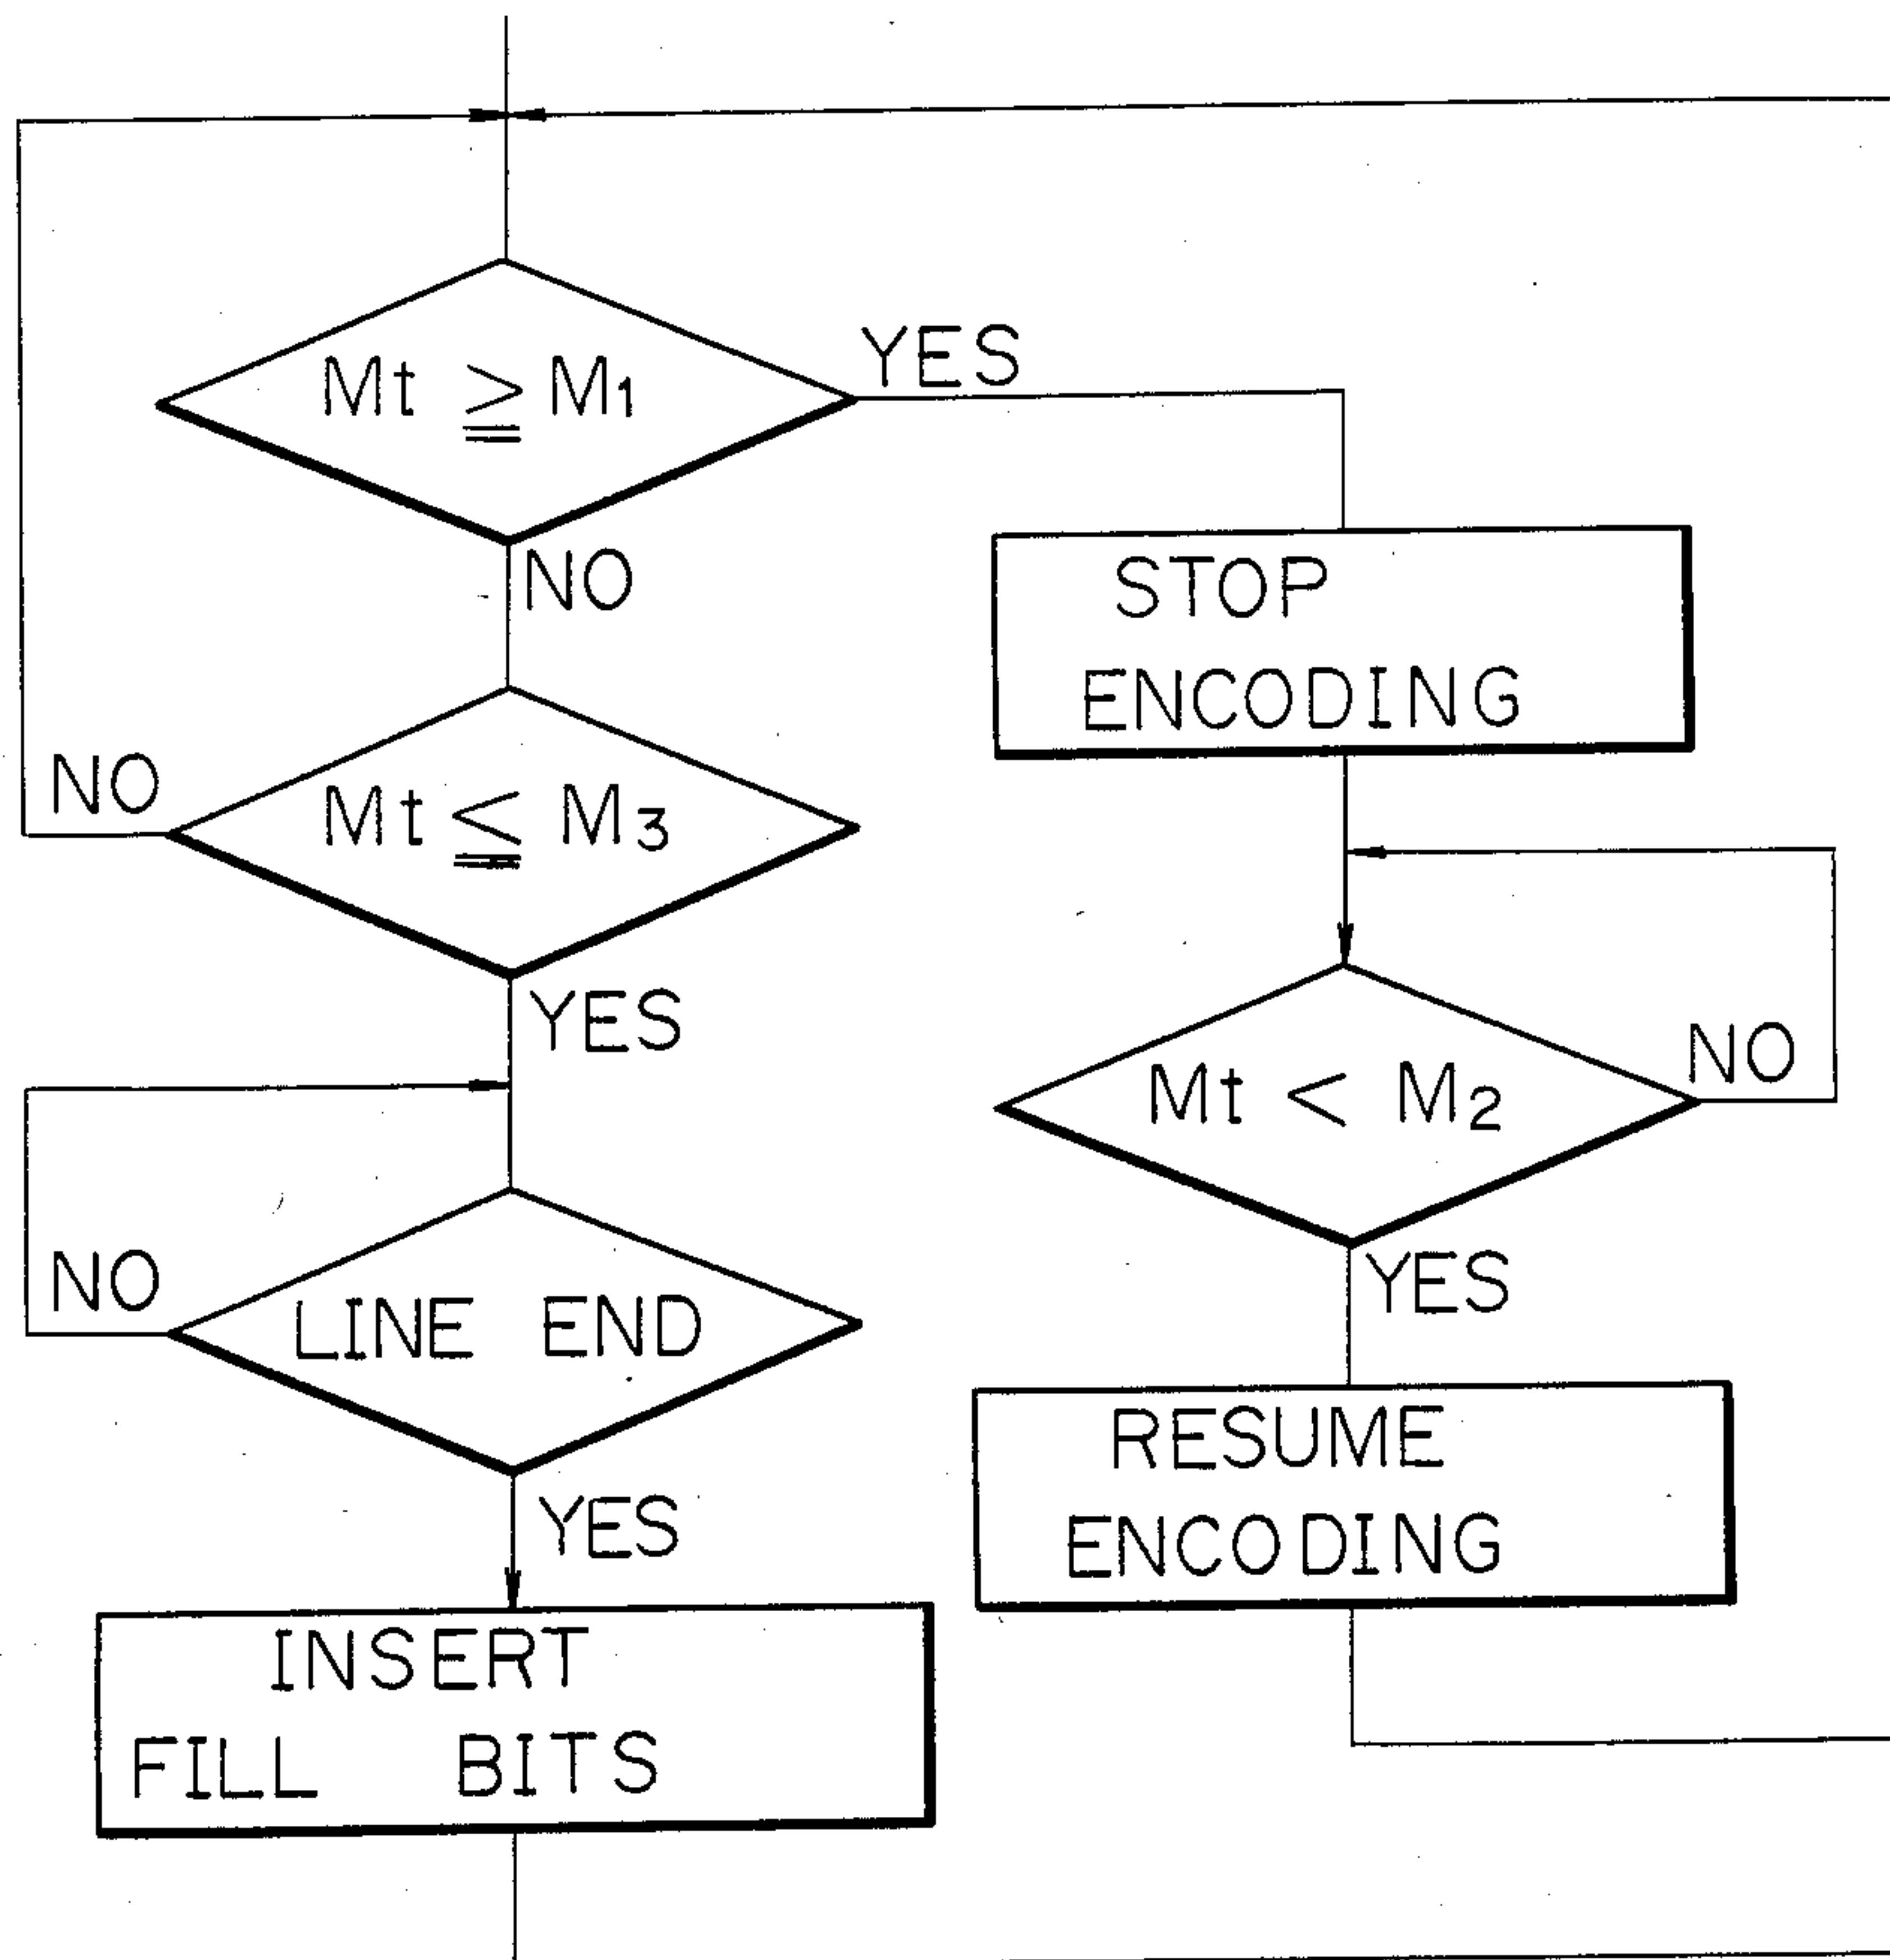 Mt ≧ M1
YES
NO
STOP
ENCODING
Mt ≦ M3
NO
YES
Mt < M2
NO
YES
LINE END
NO
YES
RESUME
ENCODING
INSERT
FILL BITS